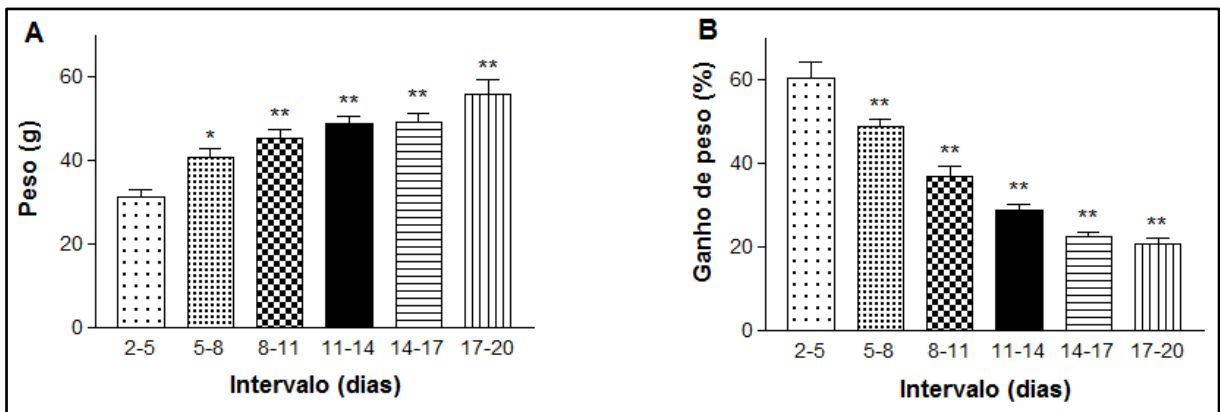 A
Peso (g)
60
40
20
0
*
**
**
**
**
2-5 5-8 8-11 11-14 14-17 17-20
Intervalo (dias)
B
Ganho de peso (%)
60
40
20
0
**
**
**
**
**
2-5 5-8 8-11 11-14 14-17 17-20
Intervalo (dias)